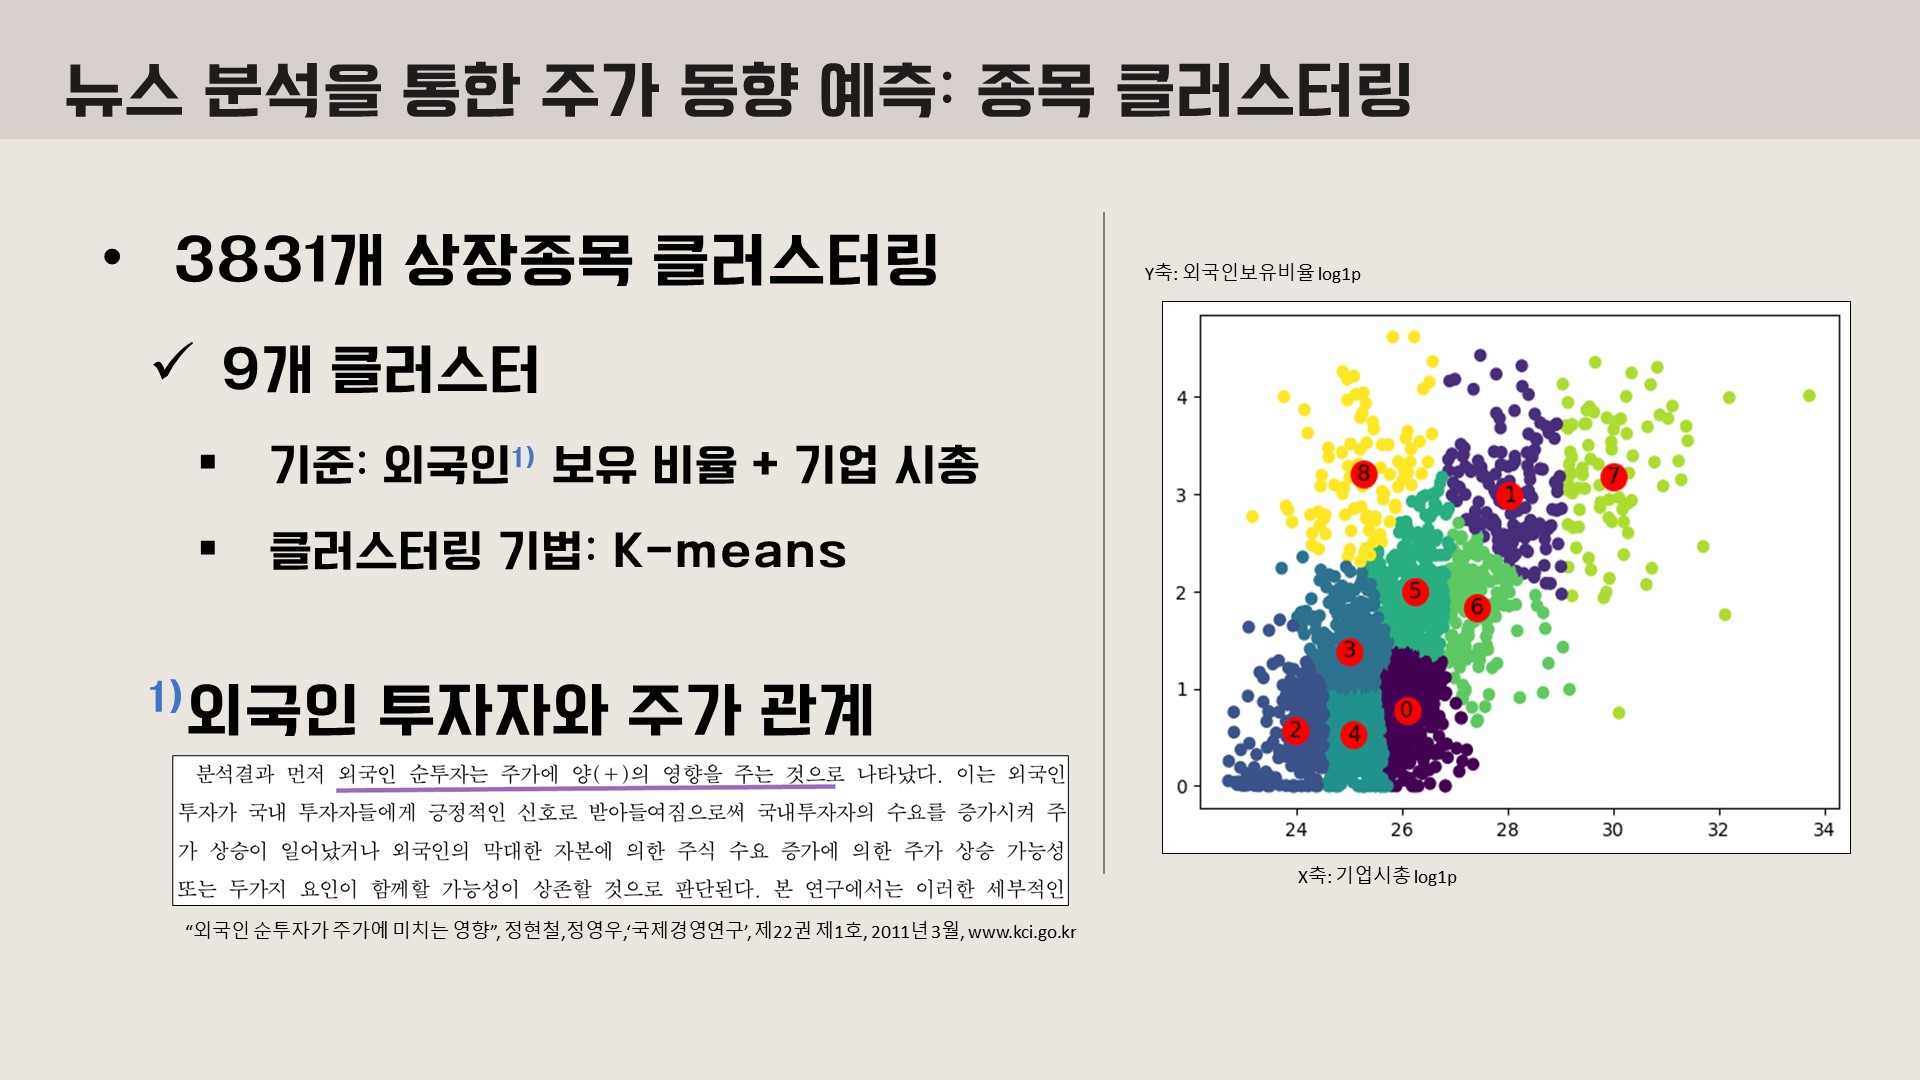 뉴스 분석을 통한 주가 동향 예측: 종목 클러스터링
• 3831개 상장종목 클러스터링
✓ 9개 클러스터
▪ 기준: 외국인1) 보유 비율 + 기업 시총
▪ 클러스터링 기법: K-means
1)외국인 투자자와 주가 관계
분석결과 먼저 외국인 순투자는 주가에 양(+)의 영향을 주는 것으로 나타났다. 이는 외국인
투자가 국내 투자자들에게 긍정적인 신호로 받아들여짐으로써 국내투자자의 수요를 증가시켜 주
가 상승이 일어났거나 외국인의 막대한 자본에 의한 주식 수요 증가에 의한 주가 상승 가능성
또는 두가지 요인이 함께할 가능성이 상존할 것으로 판단된다. 본 연구에서는 이러한 세부적인
“외국인 순투자가 주가에 미치는 영향”, 정현철,정영우,‘국제경영연구’, 제22권 제1호, 2011년 3월, www.kci.go.kr
Y축: 외국인보유비율 log1p
4
3
2
1
0
8
1
7
5
6
3
0
2
4
24 26 28 30 32 34
X축: 기업시총 log1p